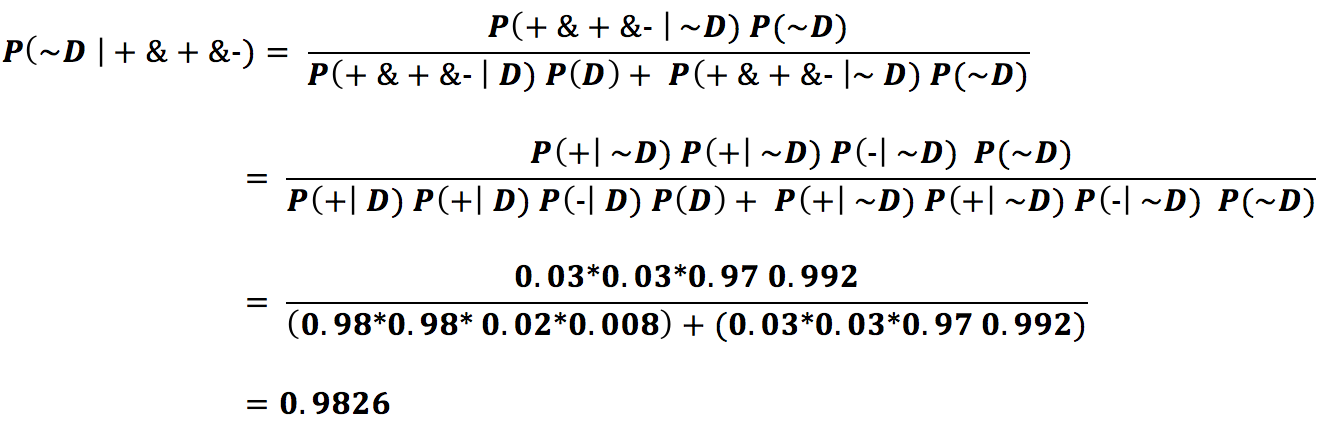 P(+ & + &- | ~D) P(~D)
P(~D | + & + &-) =
P(+ & + &- | D) P(D) + P(+ & + &- |~ D) P(~D)
P(+| ~D) P(+| ~D) P(-| ~D) P(~D)
=
P(+| D) P(+| D) P(-| D) P(D) + P(+| ~D) P(+| ~D) P(-| ~D) P(~D)
0.03*0.03*0.97 0.992
=
(0.98*0.98* 0.02*0.008) + (0.03*0.03*0.97 0.992)
= 0.9826